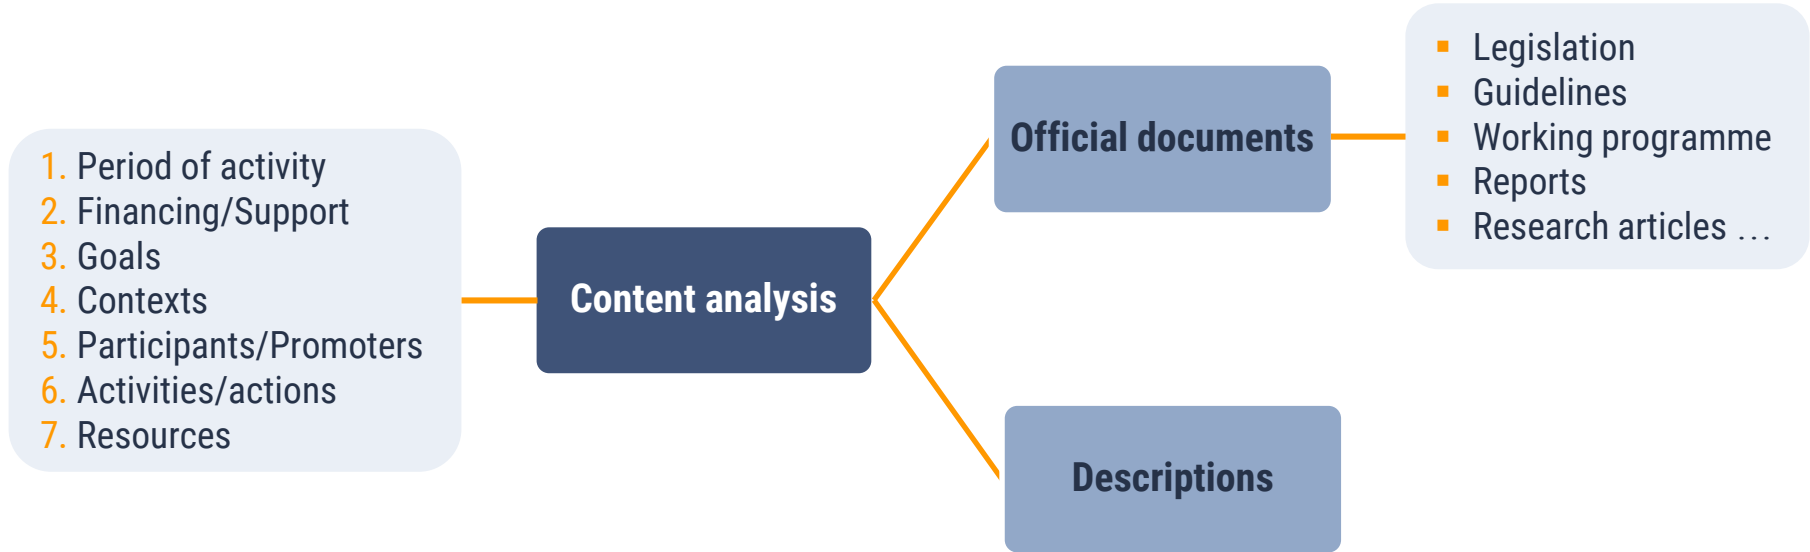 1. Period of activity
2. Financing/Support
3. Goals
4. Contexts
5. Participants/Promoters
6. Activities/actions
7. Resources
Content analysis
Official documents
▪ Legislation
▪ Guidelines
▪ Working programme
▪ Reports
▪ Research articles …
Descriptions